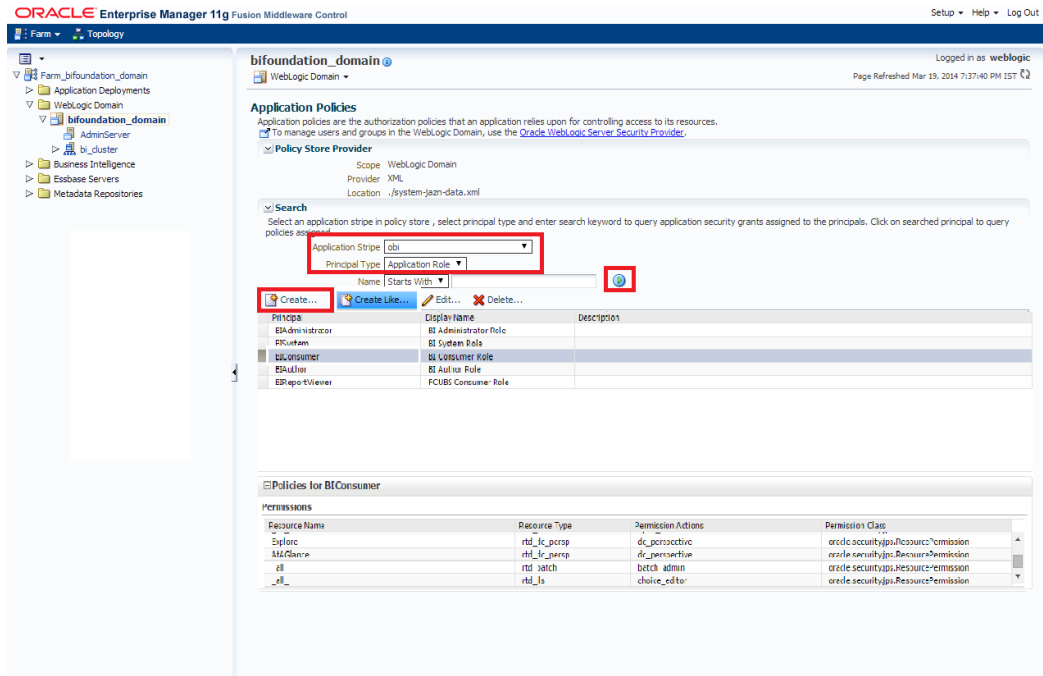 ORACLE Enterprise Manager 11g Fusion Middleware Control
Setup Help Log Out
Farm Topology
Farm_bifoundation_domain
Application Deployments
WebLogic Domain
bifoundation_domain
AdminServer
bi_cluster
Business Intelligence
Essbase Servers
Metadata Repositories
bifoundation_domain
Logged in as weblogic
WebLogic Domain
Page Refreshed Mar 19, 2014 7:37:40 PM IST
Application Policies
Application policies are the authorization policies that an application relies upon for controlling access to its resources.
To manage users and groups in the WebLogic Domain, use the Oracle WebLogic Server Security Provider.
Policy Store Provider
Scope WebLogic Domain
Provider XML
Location ./system-jazn-data.xml
Search
Select an application stripe in policy store , select principal type and enter search keyword to query application security grants assigned to the principals. Click on searched principal to query
policies assigned
Application Stripe obi
Principal Type Application Role
Name Starts With
Create... Create Like... Edit... Delete...
Principal Display Name Description
BIAdministrator BI Administrator Role
BISystem BI System Role
BIConsumer BI Consumer Role
BIAuthor BI Author Role
BIReportViewer FCUBS Consumer Role
Policies for BIConsumer
Permissions
Resource Name Resource Type Permission Actions Permission Class
Explore rtd_dc_persp dc_perspective oracle.security.jps.ResourcePermission
AtAGlance rtd_dc_persp dc_perspective oracle.security.jps.ResourcePermission
_all_ rtd_batch batch_admin oracle.security.jps.ResourcePermission
_all_ rtd_ils choice_editor oracle.security.jps.ResourcePermission